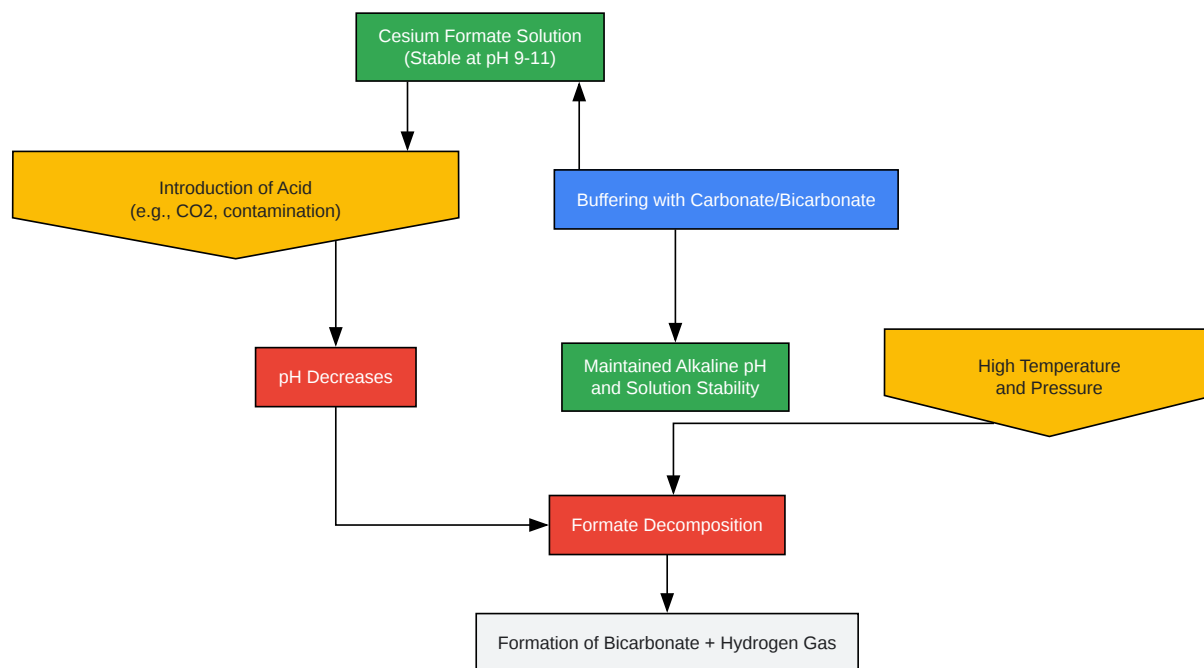 Cesium Formate Solution
(Stable at pH 9-11)
Introduction of Acid
(e.g., CO2, contamination)
Buffering with Carbonate/Bicarbonate
pH Decreases
Maintained Alkaline pH
and Solution Stability
High Temperature
and Pressure
Formate Decomposition
Formation of Bicarbonate + Hydrogen Gas